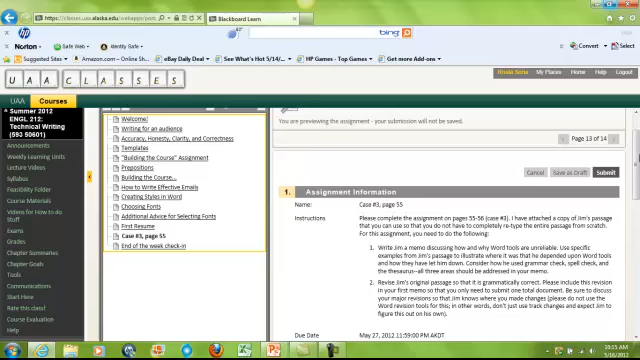 https://classes.uaa.alaska.edu/webapps/port
Blackboard Learn
hp
bing
Norton
Safe Web
Identity Safe
Convert
Select
Suggested Sites
Amazon.com – Online Sh...
eBay Daily Deal
See What's Hot 5/14/...
HP Games - Top Games
Get More Add-ons
UAA CLASSES
My Places
Home
Help
Logout
UAA
Courses
Summer 2012
ENGL 212:
Technical Writing
(593 50601)
Announcements
Weekly Learning Units
Lecture Videos
Syllabus
Feasibility Folder
Course Materials
Videos for How to do
Stuff
Exams
Grades
Chapter Summaries
Chapter Goals
Tools
Communications
Start Here
Rate this Course
Course Evaluation
Help
Welcome!
Writing for an audience
Accuracy, Honesty, Clarity, and Correctness
Templates
"Building the Course" Assignment
Prepositions
Building the Course...
How to Write Effective Emails
Creating Styles in Word
Choosing Fonts
Additional Advice for Selecting Fonts
First Resume
Case #3, page 55
End of the week check-in
You are previewing the assignment - your submission will not be saved.
Page 13 of 14
Cancel
Save as Draft
Submit
1. Assignment Information
Name: Case #3, page 55
Instructions Please complete the assignment on pages 55-56 (case #3). I have attached a copy of Jim's passage
that you can use so that you do not have to completely re-type the entire passage from scratch.
For this assignment, you need to do the following:
1. Write Jim a memo discussing how and why Word tools are unreliable. Use specific
examples from Jim's passage to illustrate where it was that he depended upon Word tools
and how they have let him down. Consider how he used grammar check, spell check, and
the thesaurus--all three areas should be addressed in your memo.
2. Revise Jim's original passage so that it is grammatically correct. Please include this
revision in your first memo so that you only need to submit one total document. Be sure to discuss
your major revisions so that Jim knows where you made changes (please do not use the
Word revision tools for this; in other words, don't just use track changes and expect Jim to
figure this out on his own).
Due Date May 27, 2012 11:59:00 PM AKDT
10:55 AM
5/16/2012